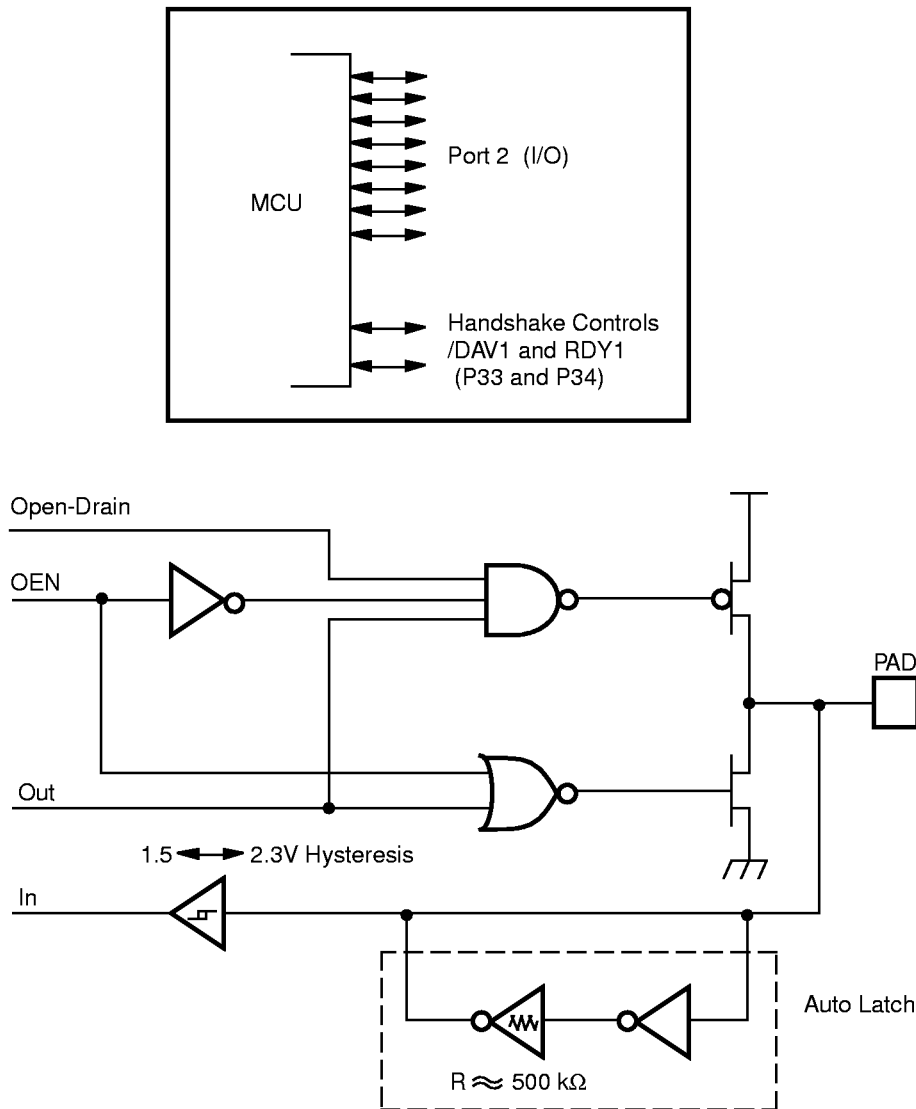 MCU
Port 2 (I/O)
Handshake Controls
/DAV1 and RDY1
(P33 and P34)
Open-Drain
OEN
PAD
Out
1.5 2.3V Hysteresis
In
Auto Latch
R ≈ 500 kΩ